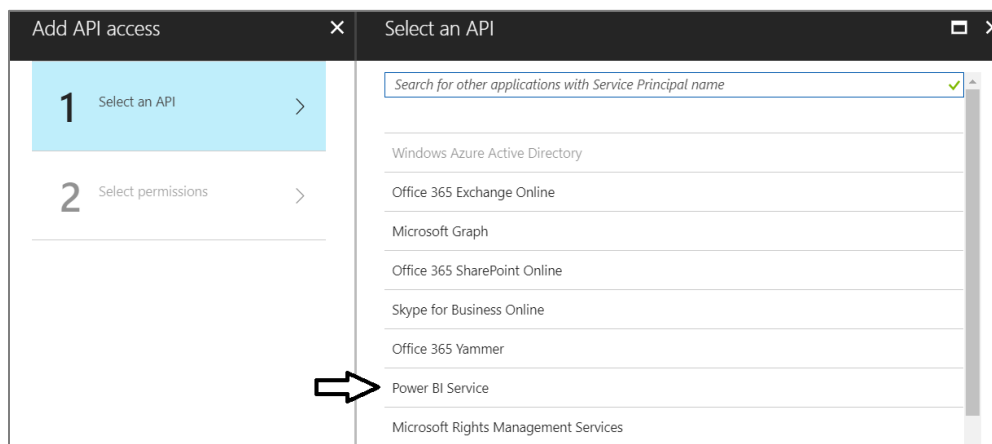 Add API access
Select an API
1 Select an API
2 Select permissions
Search for other applications with Service Principal name
Windows Azure Active Directory
Office 365 Exchange Online
Microsoft Graph
Office 365 SharePoint Online
Skype for Business Online
Office 365 Yammer
Power BI Service
Microsoft Rights Management Services